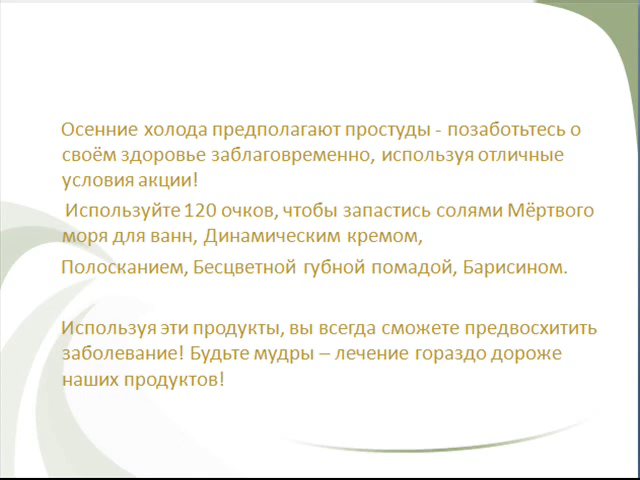 Осенние холода предполагают простуды - позаботьтесь о
своём здоровье заблаговременно, используя отличные
условия акции!
Используйте 120 очков, чтобы запастись солями Мёртвого
моря для ванн, Динамическим кремом,
Полосканием, Бесцветной губной помадой, Барисином.
Используя эти продукты, вы всегда сможете предвосхитить
заболевание! Будьте мудры – лечение гораздо дороже
наших продуктов!